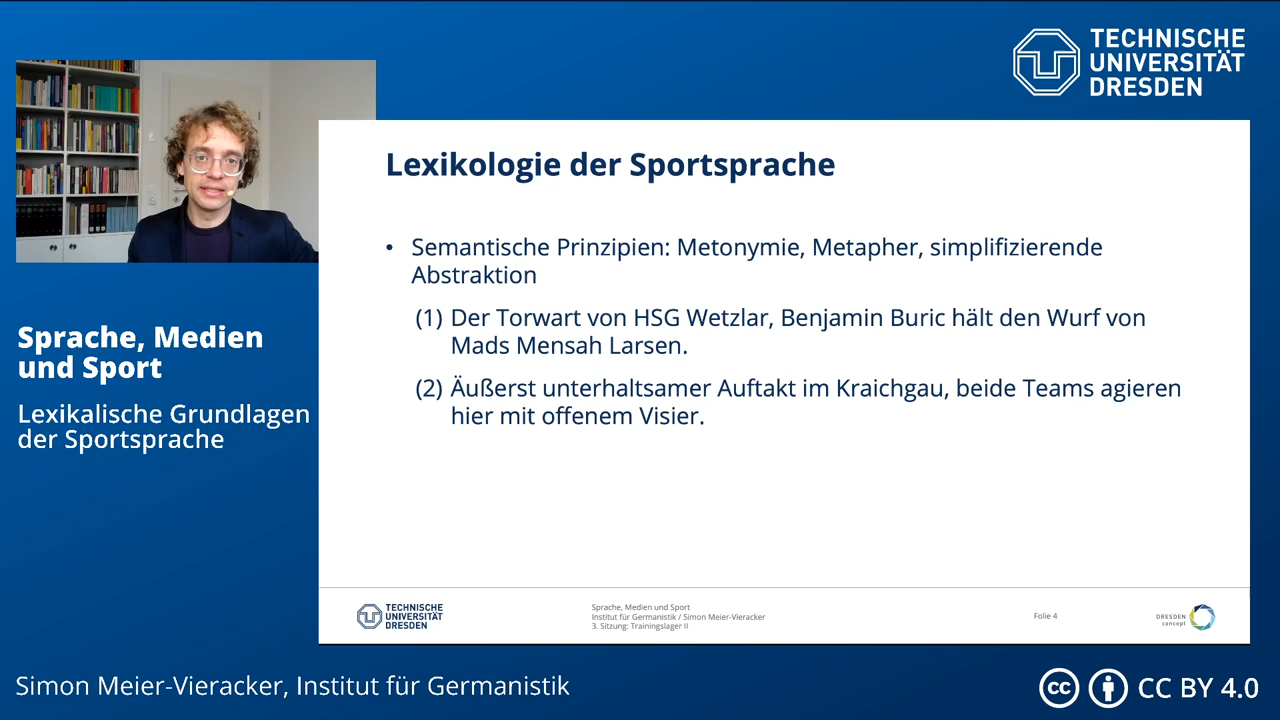 TECHNISCHE
UNIVERSITÄT
DRESDEN
Lexikologie der Sportsprache
• Semantische Prinzipien: Metonymie, Metapher, simplifizierende
Abstraktion
(1) Der Torwart von HSG Wetzlar, Benjamin Buric hält den Wurf von
Mads Mensah Larsen.
(2) Äußerst unterhaltsamer Auftakt im Kraichgau, beide Teams agieren
hier mit offenem Visier.
Sprache, Medien
und Sport
Lexikalische Grundlagen
der Sportsprache
TECHNISCHE
UNIVERSITÄT
DRESDEN
Sprache, Medien und Sport
Institut für Germanistik / Simon Meier-Vieracker
3. Sitzung: Trainingslager II
Folie 4
DRESDEN
concept
Simon Meier-Vieracker, Institut für Germanistik
cc CC BY 4.0